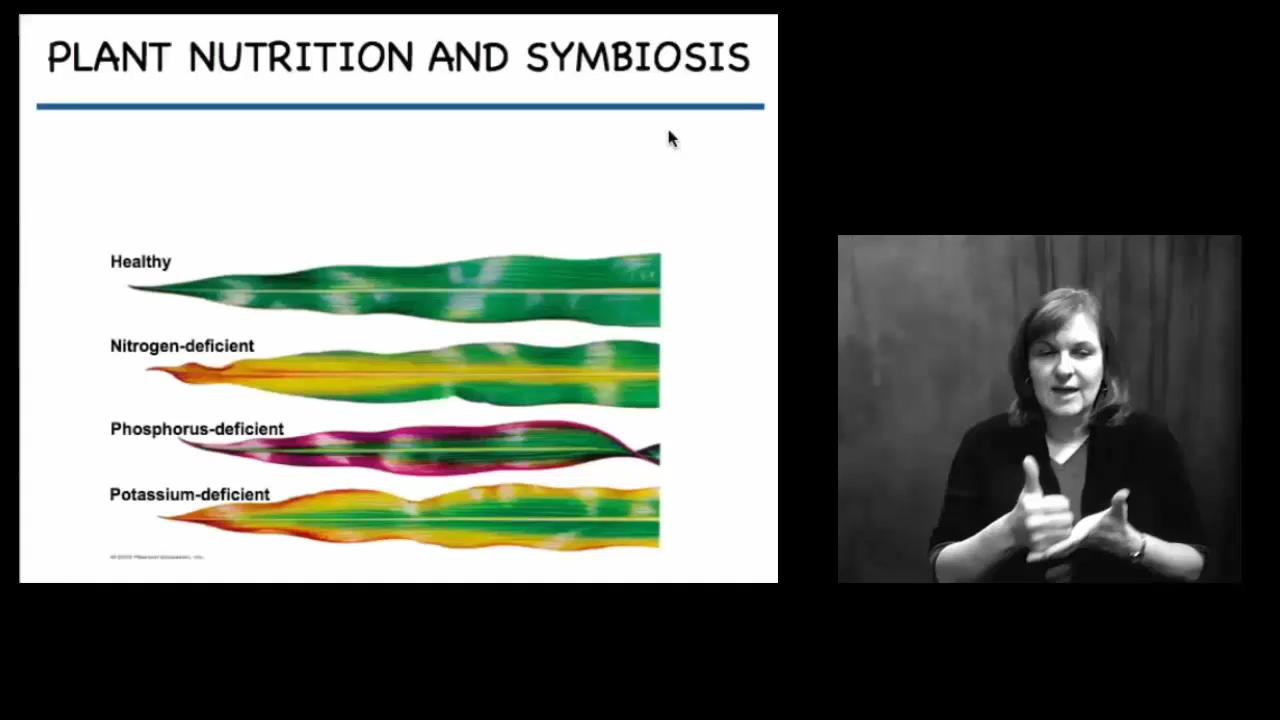 PLANT NUTRITION AND SYMBIOSIS
Healthy
Nitrogen-deficient
Phosphorus-deficient
Potassium-deficient